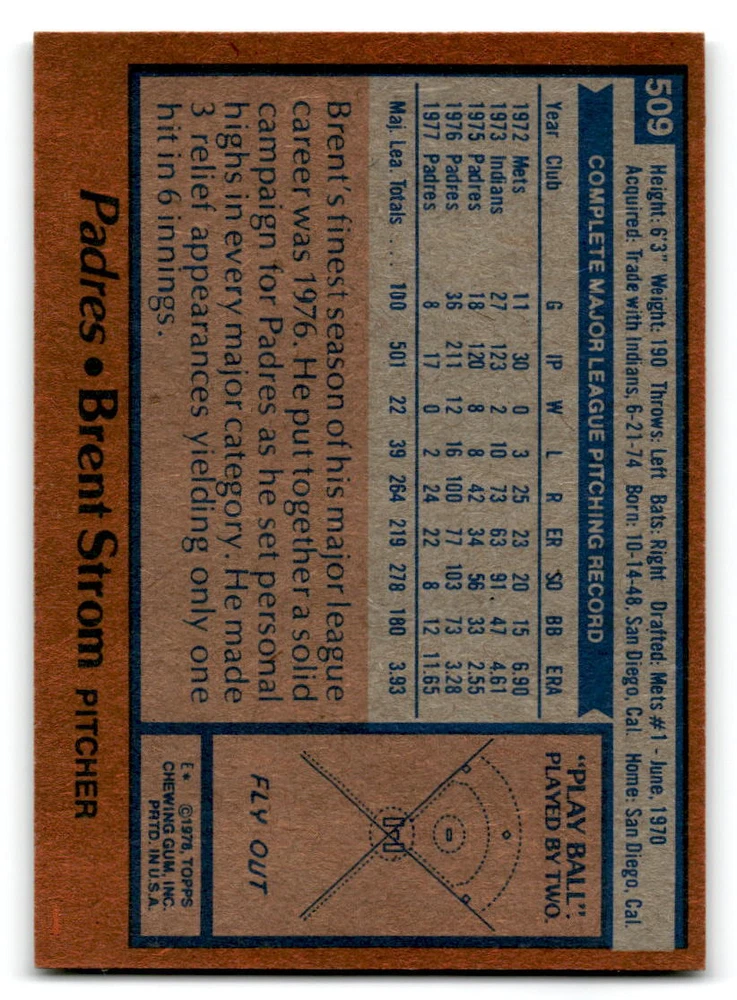 509
Height: 6'3" Weight: 190 Throws: Left Bats: Right Drafted: Mets #1 - June, 1970
Acquired: Trade with Indians, 6-21-74 Born: 10-14-48, San Diego, Cal. Home: San Diego, Cal.
COMPLETE MAJOR LEAGUE PITCHING RECORD
Year Club G IP W L R ER SO BB ERA
1972 Mets 11 30 0 3 25 23 20 15 6.90
1973 Indians 27 123 2 10 73 63 91 47 4.61
1975 Padres 18 120 8 8 42 34 56 33 2.55
1976 Padres 36 211 12 16 100 77 103 73 3.28
1977 Padres 8 17 0 2 24 22 8 12 11.65
Maj. Lea. Totals . . . . 100 501 22 39 264 219 278 180 3.93
Brent's finest season of his major league
career was 1976. He put together a solid
campaign for Padres as he set personal
highs in every major category. He made
3 relief appearances yielding only one
hit in 6 innings.
"PLAY BALL":
PLAYED BY TWO.
FLY OUT
E* ©1978, TOPPS
CHEWING GUM, INC.
PRTD. IN U.S.A.
Padres • Brent Strom PITCHER